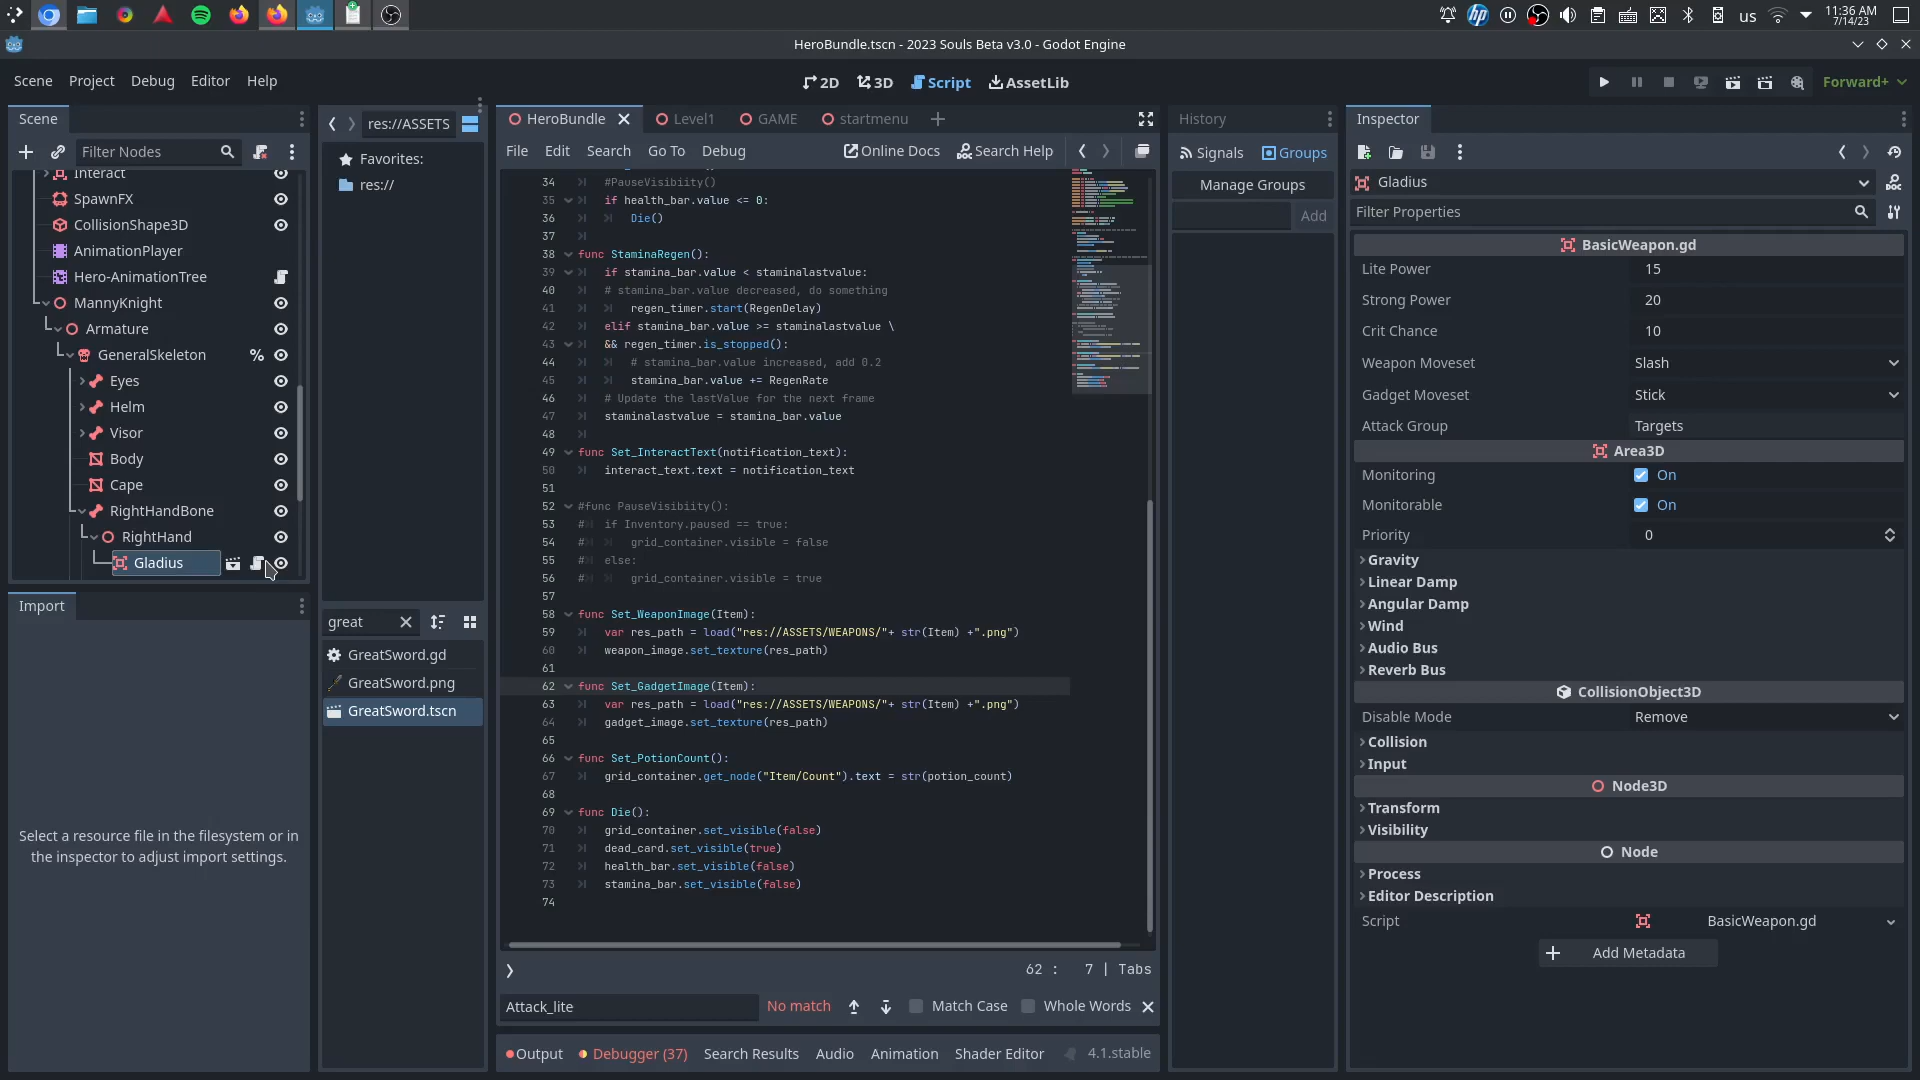 us
11:36 AM
7/14/23
HeroBundle.tscn - 2023 Souls Beta v3.0 - Godot Engine
Scene Project Debug Editor Help
2D 3D Script AssetLib
Forward+
Scene
Filter Nodes
Interact
SpawnFX
CollisionShape3D
AnimationPlayer
Hero-AnimationTree
MannyKnight
Armature
GeneralSkeleton %
Eyes
Helm
Visor
Body
Cape
RightHandBone
RightHand
Gladius
Import
Select a resource file in the filesystem or in
the inspector to adjust import settings.
res://ASSETS
Favorites:
res://
great
GreatSword.gd
GreatSword.png
GreatSword.tscn
HeroBundle Level1 GAME startmenu
File Edit Search Go To Debug Online Docs Search Help
34 #PauseVisibiity()
35 if health_bar.value <= 0:
36 Die()
37
38 func StaminaRegen():
39 if stamina_bar.value < staminalastvalue:
40 # stamina_bar.value decreased, do something
41 regen_timer.start(RegenDelay)
42 elif stamina_bar.value >= staminalastvalue \
43 && regen_timer.is_stopped():
44 # stamina_bar.value increased, add 0.2
45 stamina_bar.value += RegenRate
46 # Update the lastValue for the next frame
47 staminalastvalue = stamina_bar.value
48
49 func Set_InteractText(notification_text):
50 interact_text.text = notification_text
51
52 #func PauseVisibiity():
53 # if Inventory.paused == true:
54 # grid_container.visible = false
55 # else:
56 # grid_container.visible = true
57
58 func Set_WeaponImage(Item):
59 var res_path = load("res://ASSETS/WEAPONS/"+ str(Item) +".png")
60 weapon_image.set_texture(res_path)
61
62 func Set_GadgetImage(Item):
63 var res_path = load("res://ASSETS/WEAPONS/"+ str(Item) +".png")
64 gadget_image.set_texture(res_path)
65
66 func Set_PotionCount():
67 grid_container.get_node("Item/Count").text = str(potion_count)
68
69 func Die():
70 grid_container.set_visible(false)
71 dead_card.set_visible(true)
72 health_bar.set_visible(false)
73 stamina_bar.set_visible(false)
74
62 : 7 | Tabs
Attack_lite No match Match Case Whole Words
Output Debugger (37) Search Results Audio Animation Shader Editor 4.1.stable
History
Signals Groups
Manage Groups
Add
Inspector
Gladius
Filter Properties
BasicWeapon.gd
Lite Power 15
Strong Power 20
Crit Chance 10
Weapon Moveset Slash
Gadget Moveset Stick
Attack Group Targets
Area3D
Monitoring On
Monitorable On
Priority 0
Gravity
Linear Damp
Angular Damp
Wind
Audio Bus
Reverb Bus
CollisionObject3D
Disable Mode Remove
Collision
Input
Node3D
Transform
Visibility
Node
Process
Editor Description
Script BasicWeapon.gd
Add Metadata